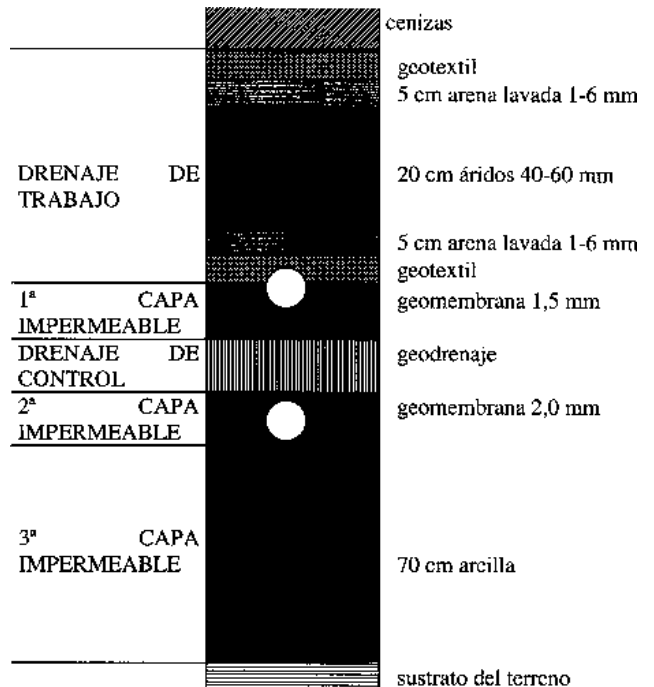 cenizas
geotextil
5 cm arena lavada 1-6 mm
DRENAJE DE
TRABAJO
20 cm áridos 40-60 mm
5 cm arena lavada 1-6 mm
geotextil
1ª CAPA
IMPERMEABLE
geomembrana 1,5 mm
DRENAJE DE
CONTROL
geodrenaje
2ª CAPA
IMPERMEABLE
geomembrana 2,0 mm
3ª CAPA
IMPERMEABLE
70 cm arcilla
sustrato del terreno